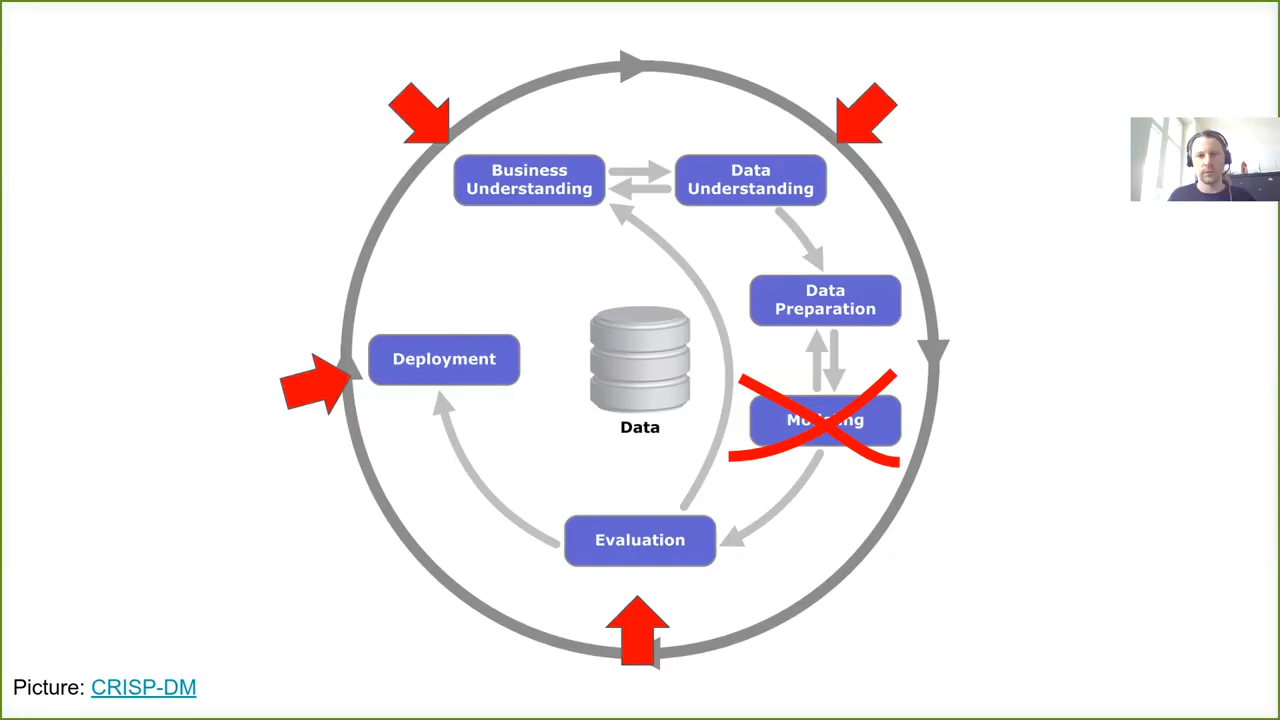 Business
Understanding
Data
Understanding
Data
Preparation
Deployment
Data
Evaluation
Picture: CRISP-DM